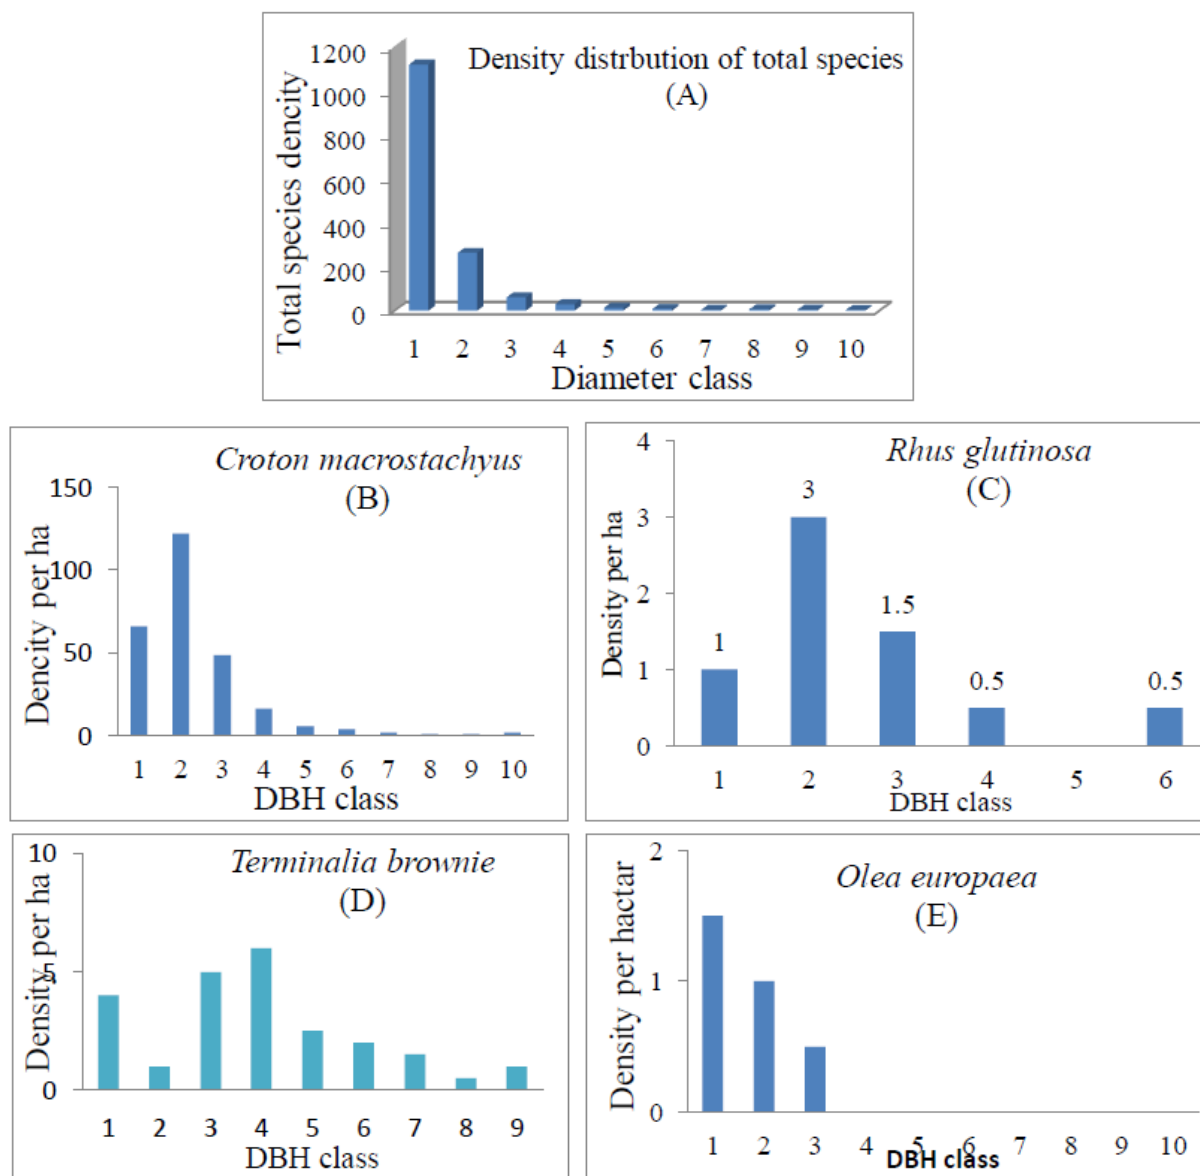 Density distrbution of total species
(A)
Total species dencity
1200
1000
800
600
400
200
0
1 2 3 4 5 6 7 8 9 10
Diameter class
Croton macrostachyus
(B)
Dencity per ha
150
100
50
0
1 2 3 4 5 6 7 8 9 10
DBH class
Rhus glutinosa
(C)
Density per ha
4
3
2
1
0
1
3
1.5
0.5
0.5
1 2 3 4 5 6
DBH class
Terminalia brownie
(D)
Density per ha
10
5
0
1 2 3 4 5 6 7 8 9
DBH class
Olea europaea
(E)
Density per hactar
2
1
0
1 2 3 4 5 6 7 8 9 10
DBH class